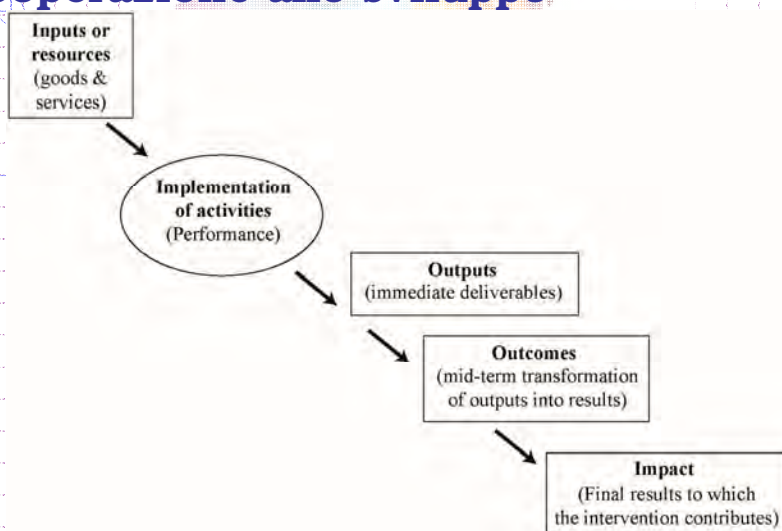 Inputs or
resources
(goods &
services)
Implementation
of activities
(Performance)
Outputs
(immediate deliverables)
Outcomes
(mid-term transformation
of outputs into results)
Impact
(Final results to which
the intervention contributes)